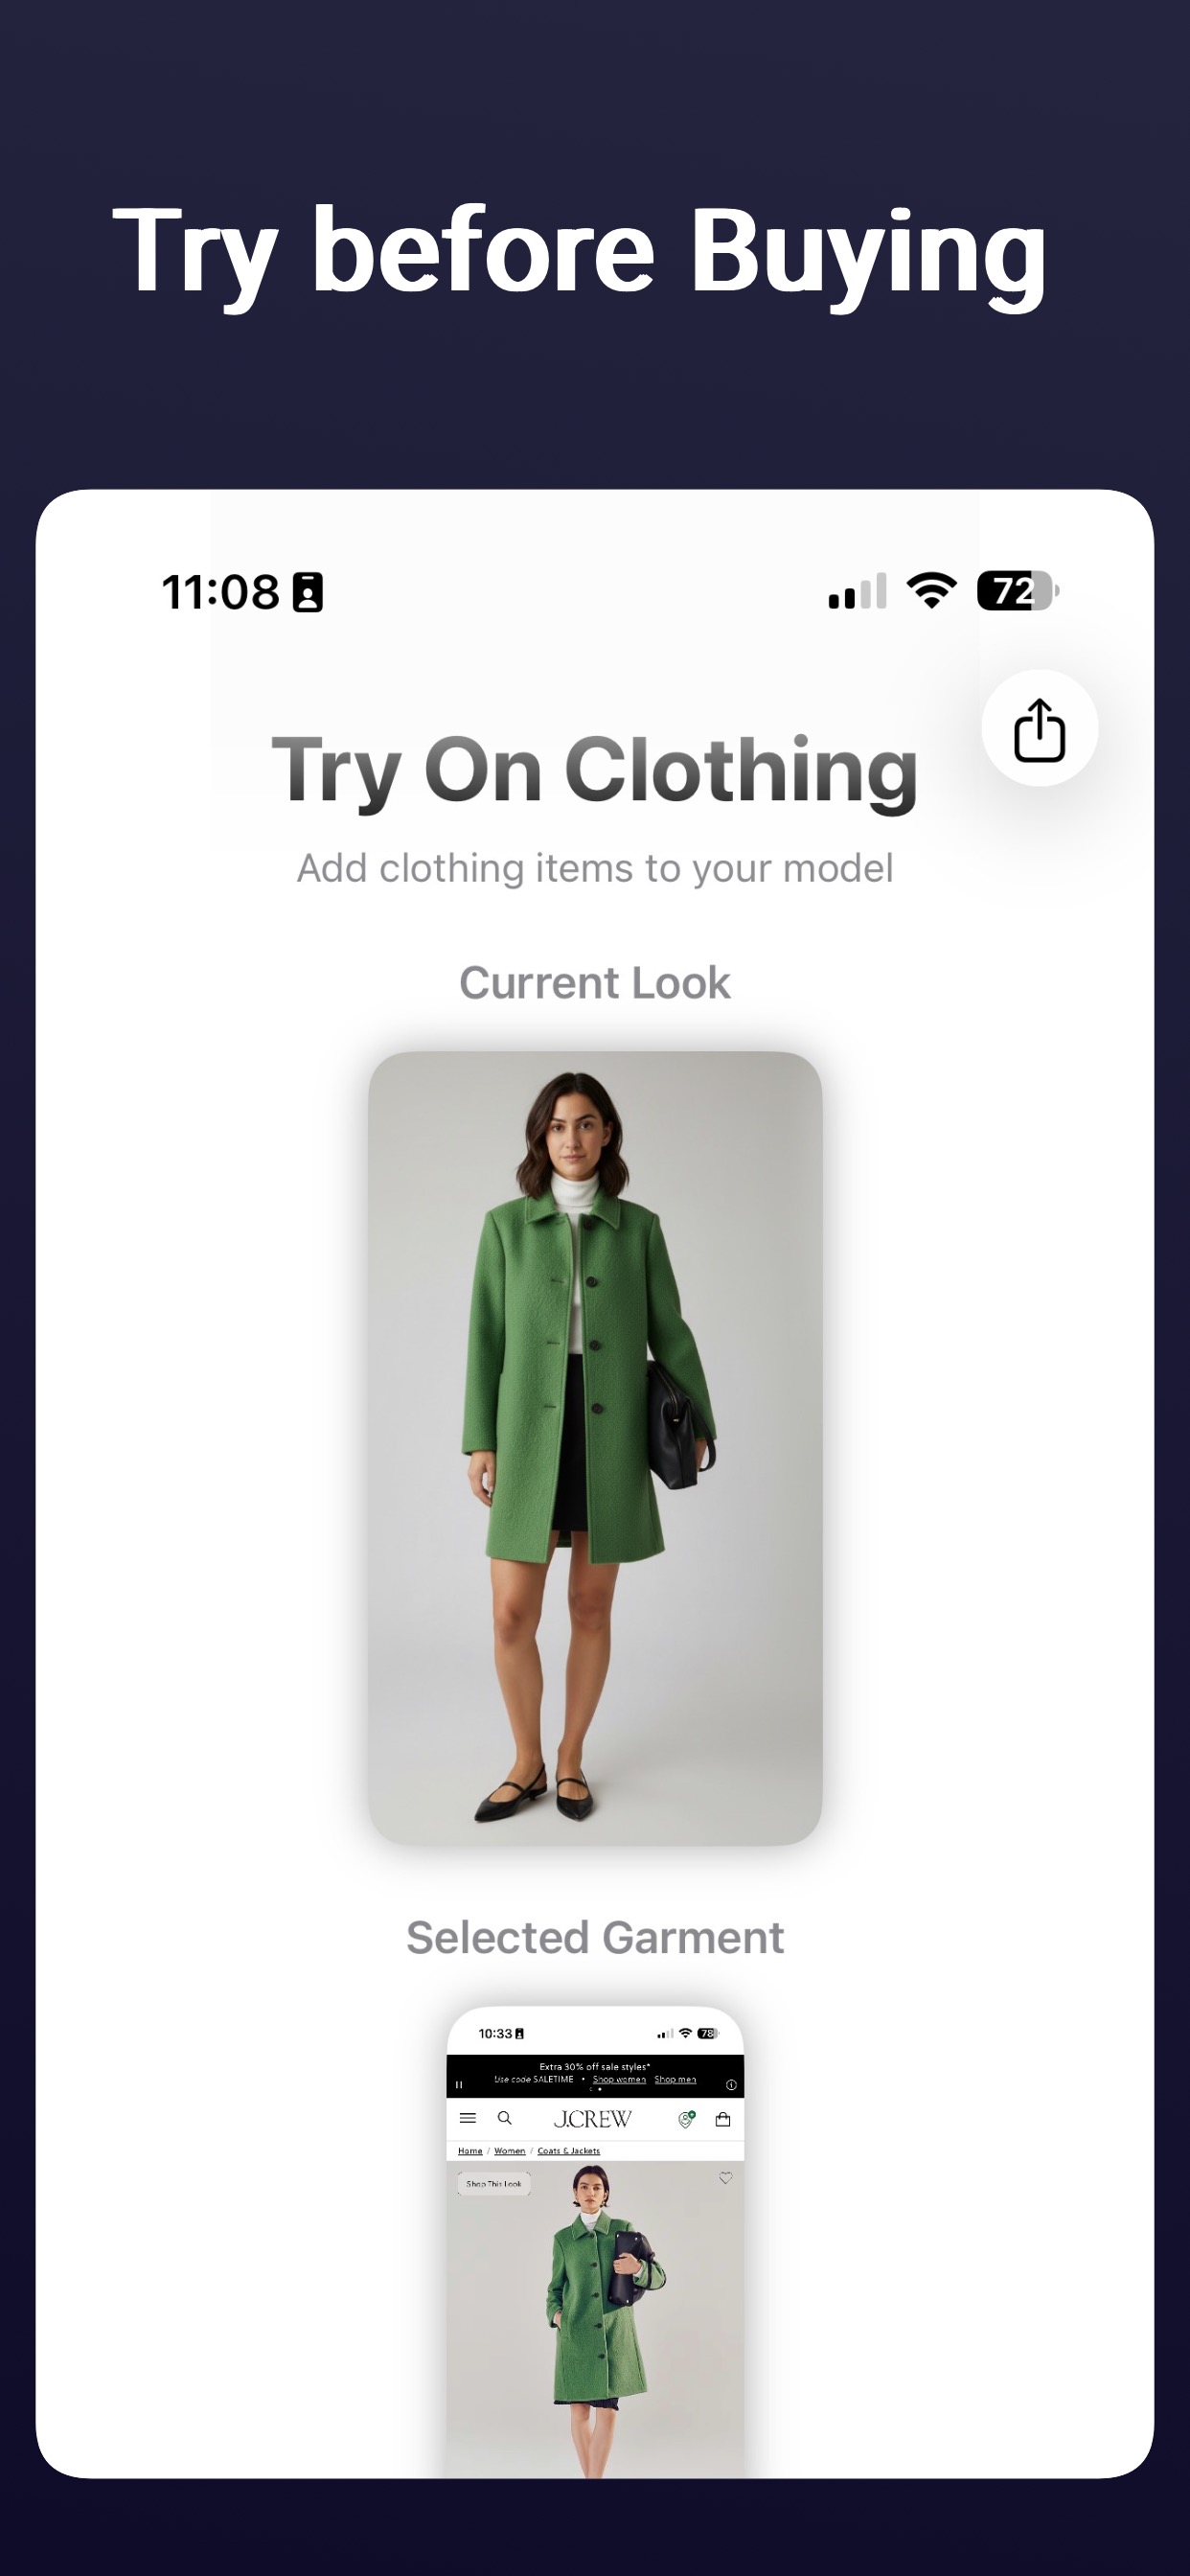 Try before Buying
11:08
72
Try On Clothing
Add clothing items to your model
Current Look
Selected Garment
10:33
78
Extra 30% off sale styles*
Use code SALETIME • Shop women Shop men
J.CREW
Home / Women / Coats & Jackets
Shop This Look